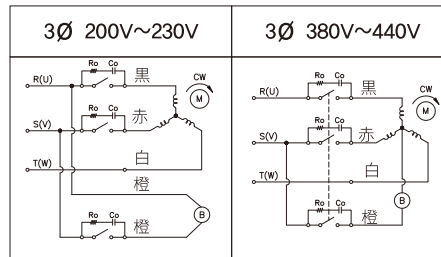 3Ø 200V～230V
Ro Co
R(U)
黒
CW
M
Ro Co
S(V)
赤
T(W)
白
橙
B
Ro Co
橙
3Ø 380V～440V
Ro Co
R(U)
黒
CW
M
Ro Co
S(V)
赤
T(W)
白
B
Ro Co
橙